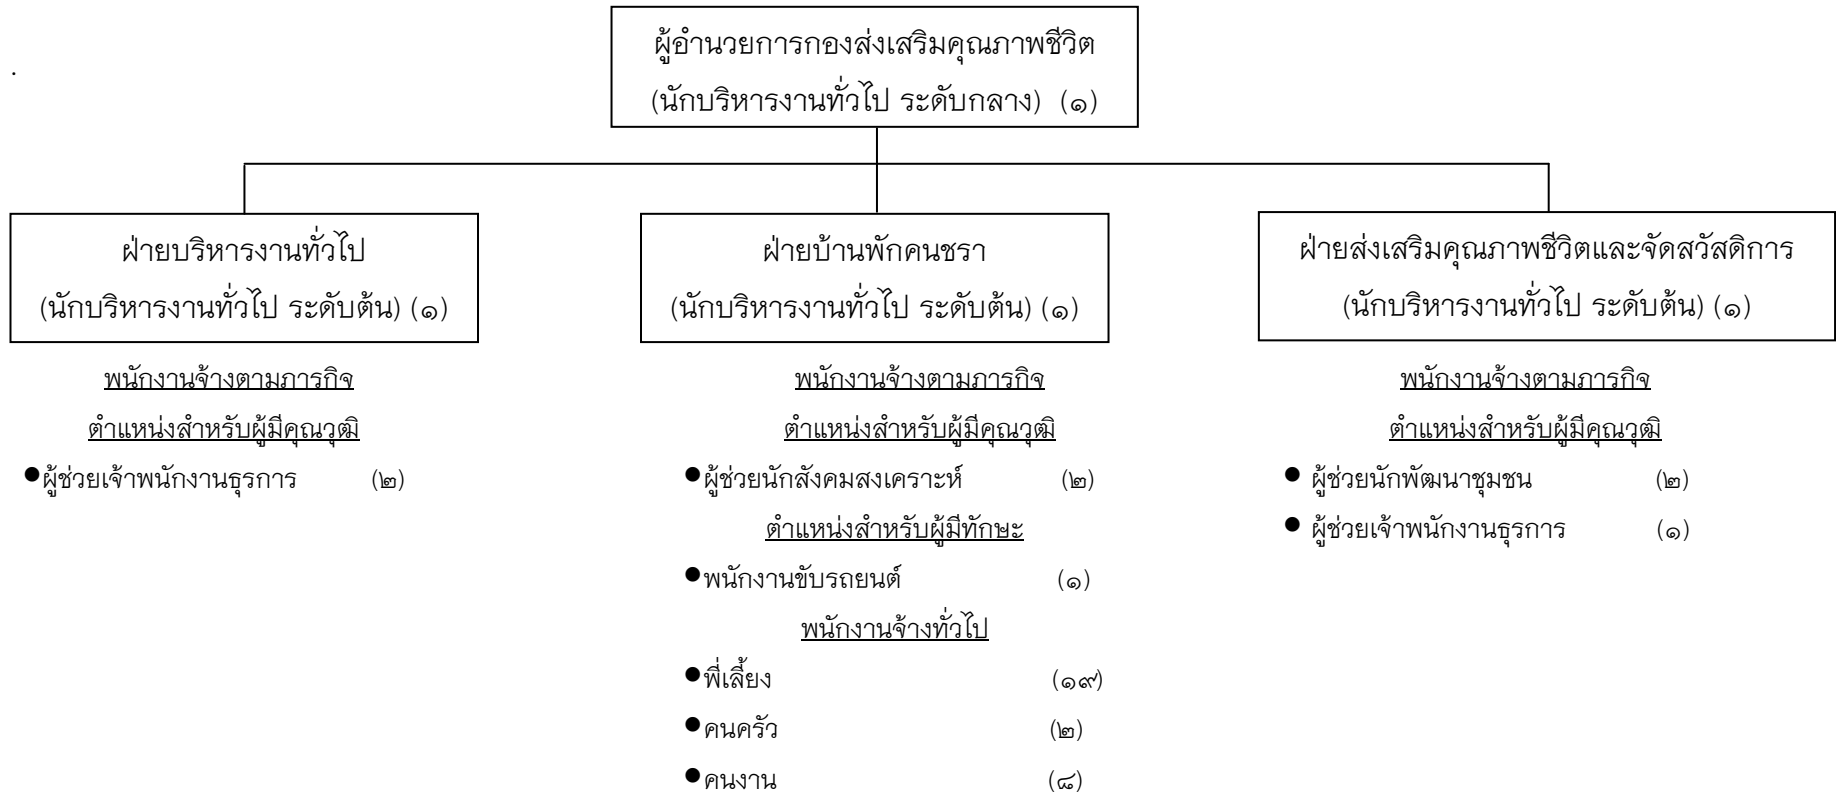 ผู้อำนวยการกองส่งเสริมคุณภาพชีวิต
(นักบริหารงานทั่วไป ระดับกลาง) (๑)
.
ฝ่ายบริหารงานทั่วไป
(นักบริหารงานทั่วไป ระดับต้น) (๑)
พนักงานจ้างตามภารกิจ
ตำแหน่งสำหรับผู้มีคุณวุฒิ
●ผู้ช่วยเจ้าพนักงานธุรการ (๒)
ฝ่ายบ้านพักคนชรา
(นักบริหารงานทั่วไป ระดับต้น) (๑)
พนักงานจ้างตามภารกิจ
ตำแหน่งสำหรับผู้มีคุณวุฒิ
●ผู้ช่วยนักสังคมสงเคราะห์ (๒)
ตำแหน่งสำหรับผู้มีทักษะ
●พนักงานขับรถยนต์ (๑)
พนักงานจ้างทั่วไป
●พี่เลี้ยง (๑๙)
●คนครัว (๒)
●คนงาน (๘)
ฝ่ายส่งเสริมคุณภาพชีวิตและจัดสวัสดิการ
(นักบริหารงานทั่วไป ระดับต้น) (๑)
พนักงานจ้างตามภารกิจ
ตำแหน่งสำหรับผู้มีคุณวุฒิ
● ผู้ช่วยนักพัฒนาชุมชน (๒)
● ผู้ช่วยเจ้าพนักงานธุรการ (๑)